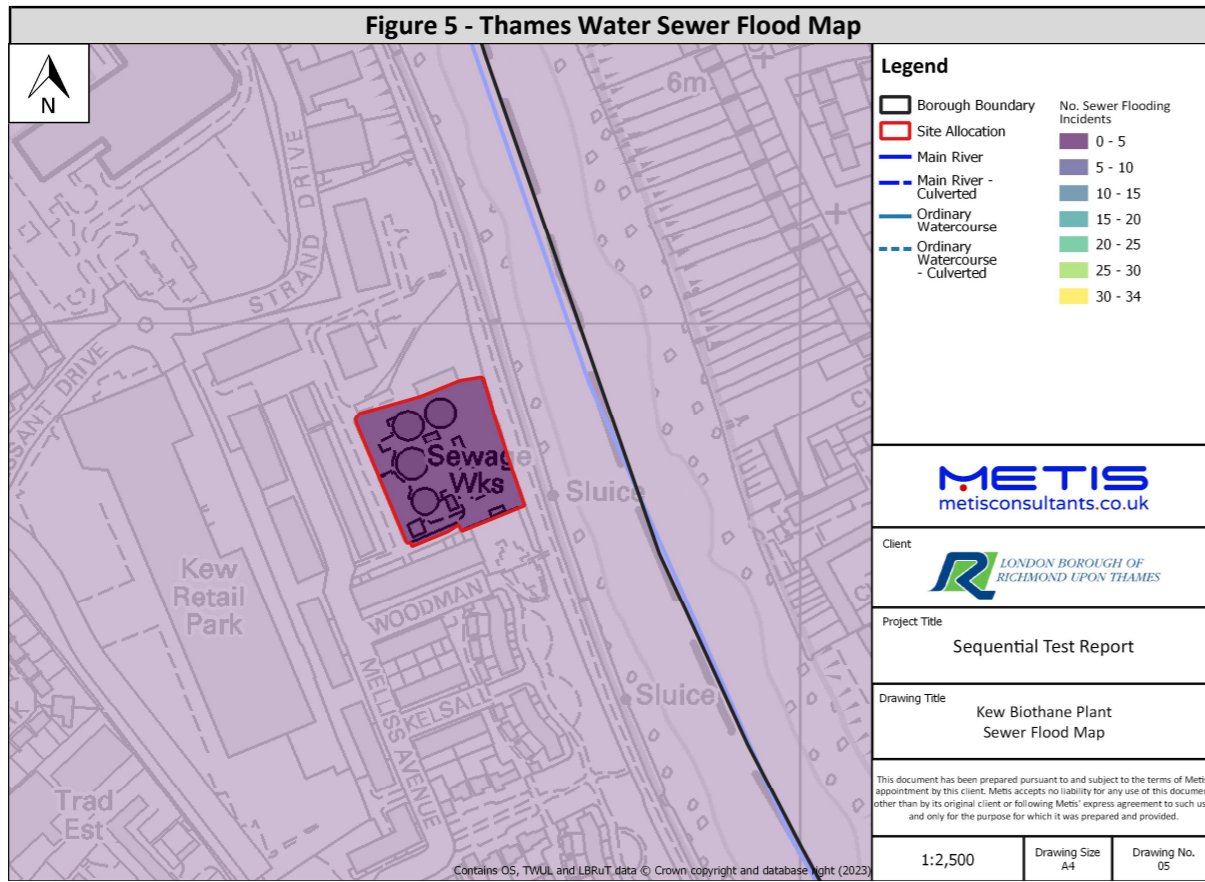 Figure 5 - Thames Water Sewer Flood Map
N
6m
STRAND DRIVE
DRIVE
Sewage
Wks
Sluice
Kew
Retail
Park
WOODMAN
KELSALL
MELLISS AVENUE
Sluice
Trad
Est
Contains OS, TWUL and LBRuT data © Crown copyright and database right (2023)
Legend
Borough Boundary
Site Allocation
Main River
Main River -
Culverted
Ordinary
Watercourse
Ordinary
Watercourse
- Culverted
No. Sewer Flooding
Incidents
0 - 5
5 - 10
10 - 15
15 - 20
20 - 25
25 - 30
30 - 34
METIS
metisconsultants.co.uk
Client
LONDON BOROUGH OF
RICHMOND UPON THAMES
Project Title
Sequential Test Report
Drawing Title
Kew Biothane Plant
Sewer Flood Map
This document has been prepared pursuant to and subject to the terms of Metis
appointment by this client. Metis accepts no liability for any use of this docume
other than by its original client or following Metis' express agreement to such us
and only for the purpose for which it was prepared and provided.
1:2,500
Drawing Size
A4
Drawing No.
05